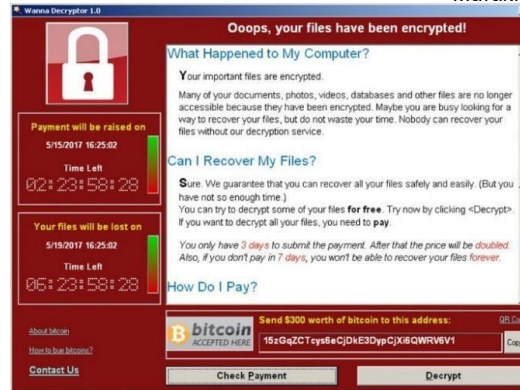 Wanna Decryptor 1.0
Ooops, your files have been encrypted!
What Happened to My Computer?
Your important files are encrypted.
Many of your documents, photos, videos, databases and other files are no longer
accessible because they have been encrypted. Maybe you are busy looking for a
way to recover your files, but do not waste your time. Nobody can recover your
files without our decryption service.
Can I Recover My Files?
Sure. We guarantee that you can recover all your files safely and easily. (But you
have not so enough time.)
You can try to decrypt some of your files for free. Try now by clicking <Decrypt>.
If you want to decrypt all your files, you need to pay.
You only have 3 days to submit the payment. After that the price will be doubled.
Also, if you don't pay in 7 days, you won't be able to recover your files forever.
How Do I Pay?
Payment will be raised on
5/15/2017 16:25:02
Time Left
02:23:58:28
Your files will be lost on
5/19/2017 16:25:02
Time Left
06:23:58:28
About bitcoin
How to buy bitcoins?
Contact Us
bitcoin
ACCEPTED HERE
Send $300 worth of bitcoin to this address:
15zGqZCTcys6eCjDkE3DypCjXi6QWRV6V1
Check Payment
Decrypt